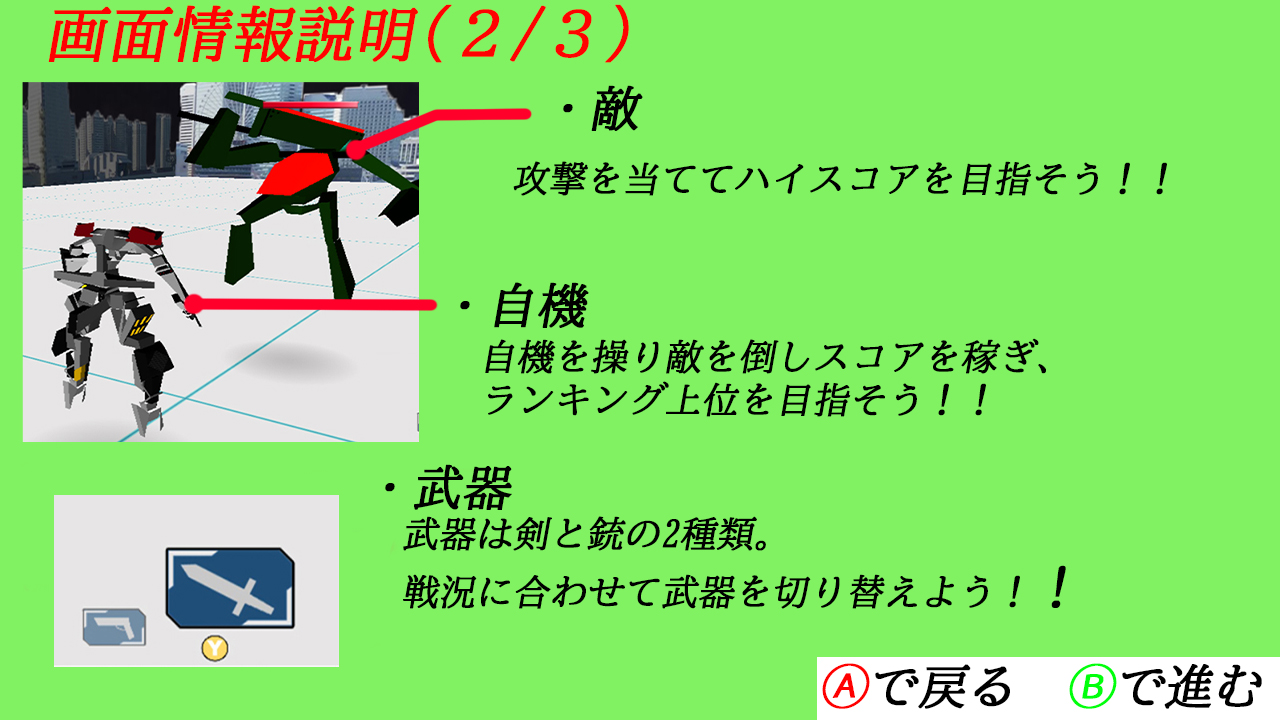 画面情報説明(2/3)
・敵
攻撃を当ててハイスコアを目指そう!!
・自機
自機を操り敵を倒しスコアを稼ぎ、
ランキング上位を目指そう!!
・武器
武器は剣と銃の2種類。
戦況に合わせて武器を切り替えよう!!
Y
Aで戻る Bで進む